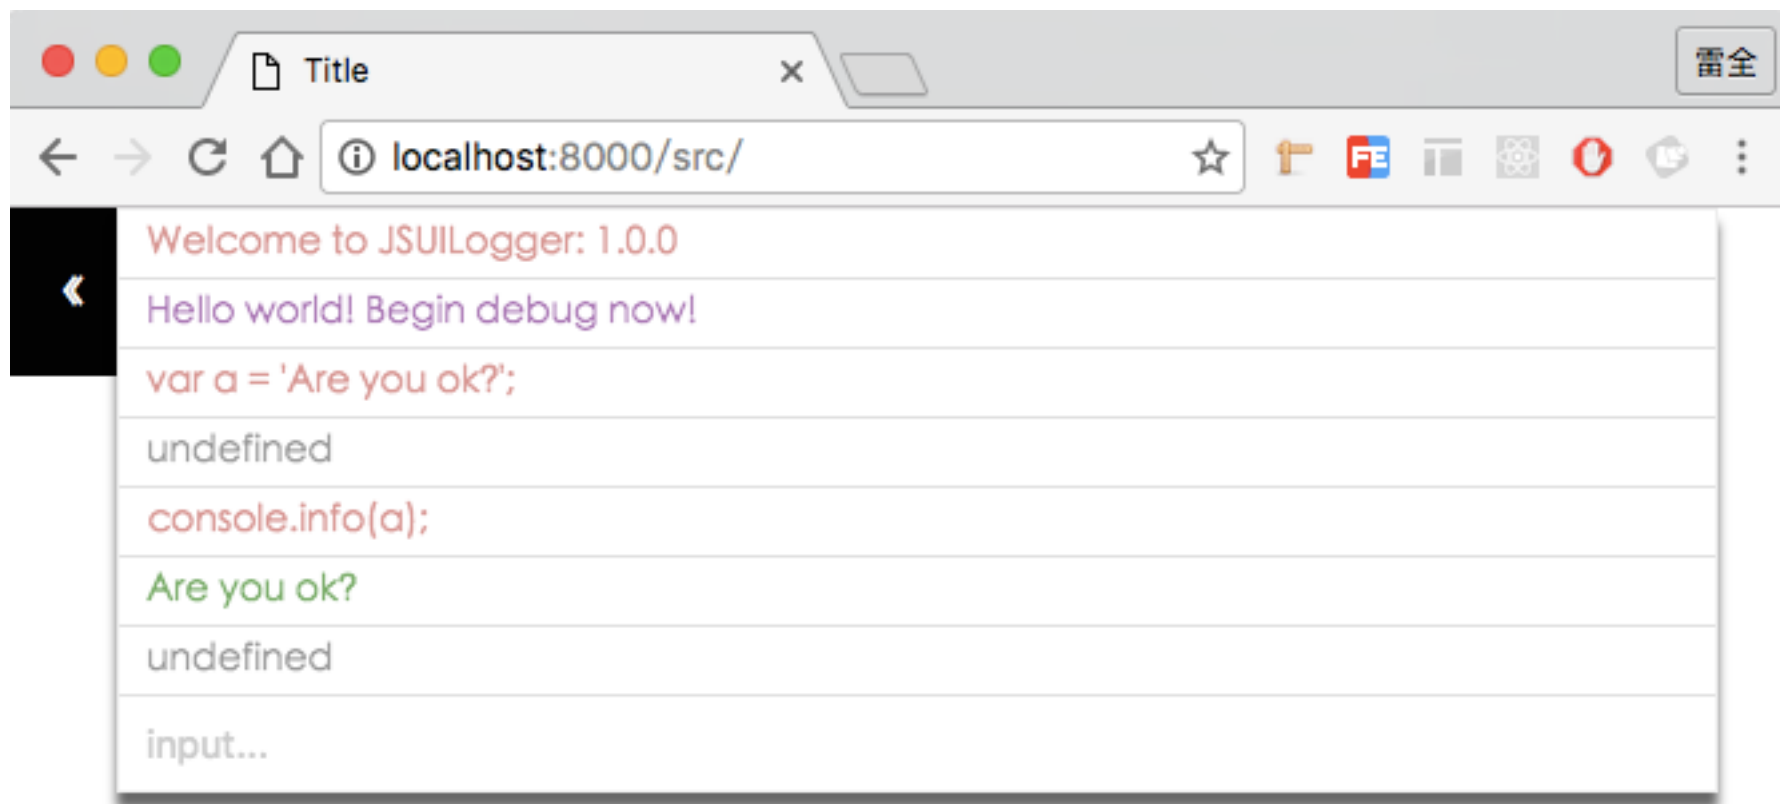 Title
雷全
localhost:8000/src/
FE
«
Welcome to JSUILogger: 1.0.0
Hello world! Begin debug now!
var a = 'Are you ok?';
undefined
console.info(a);
Are you ok?
undefined
input...